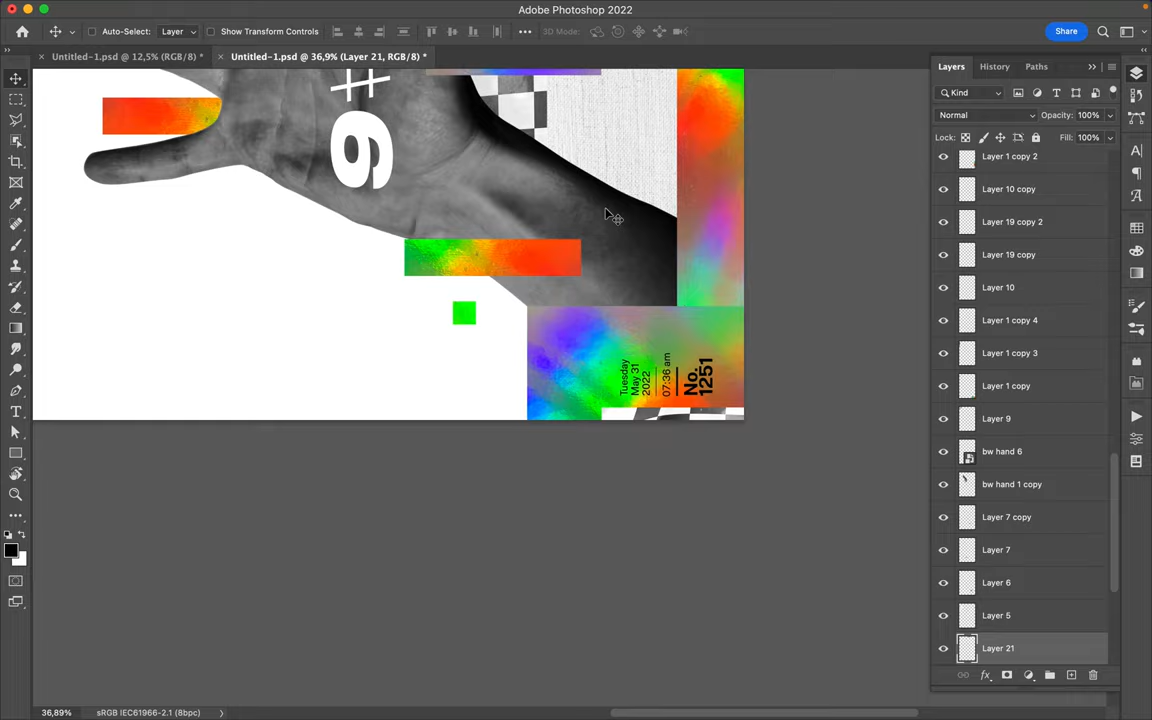 Adobe Photoshop 2022
Auto-Select:
Layer
Show Transform Controls
3D Mode:
Share
Untitled-1.psd @ 12,5% (RGB/8) *
Untitled-1.psd @ 36,9% (Layer 21, RGB/8) *
Layers
History
Paths
Kind
Normal
Opacity: 100%
Lock:
Fill: 100%
Layer 1 copy 2
Layer 10 copy
Layer 19 copy 2
Layer 19 copy
Layer 10
Layer 1 copy 4
Layer 1 copy 3
Layer 1 copy
Layer 9
bw hand 6
bw hand 1 copy
Layer 7 copy
Layer 7
Layer 6
Layer 5
Layer 21
#6
Tuesday
May 31
2022
07:36 am
No.
1251
36,89%
sRGB IEC61966-2.1 (8bpc)